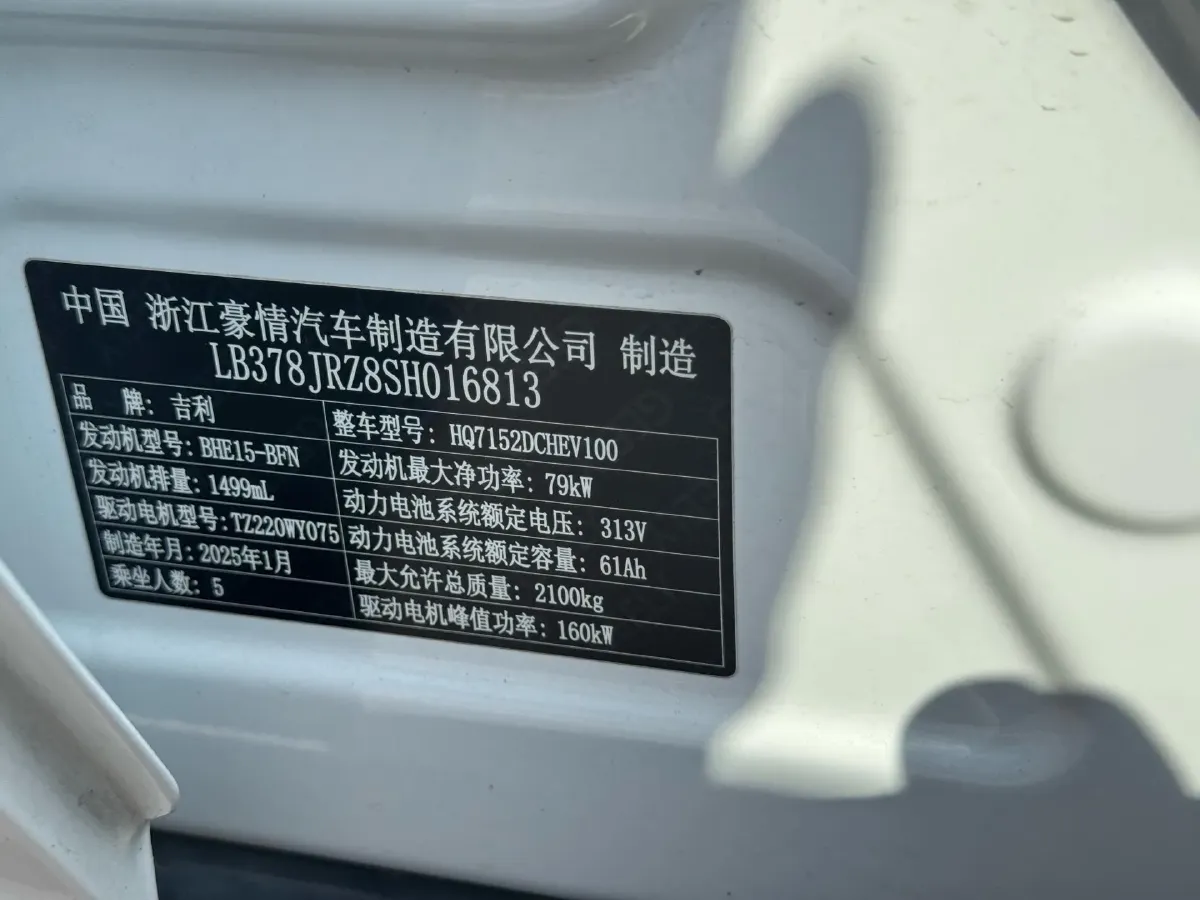 中国 浙江豪情汽车制造有限公司 制造
LB378JRZ8SH016813
品 牌: 吉利
整车型号: HQ7152DCHEV100
发动机型号: BHE15-BFN
发动机最大净功率: 79kW
发动机排量: 1499mL
动力电池系统额定电压: 313V
驱动电机型号: TZ220WY075
动力电池系统额定容量: 61Ah
制造年月: 2025年1月
最大允许总质量: 2100kg
乘坐人数: 5
驱动电机峰值功率: 160kW